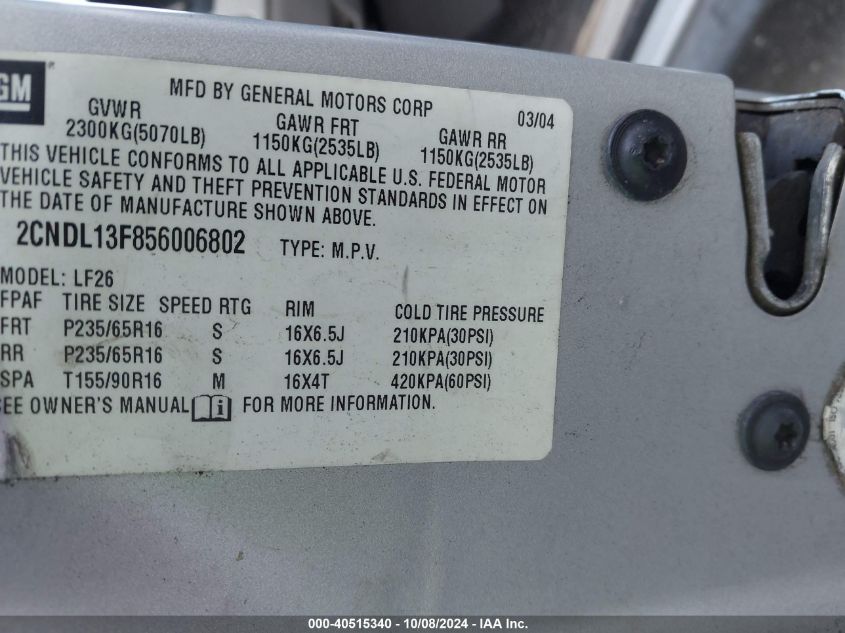 GM
MFD BY GENERAL MOTORS CORP 03/04
GVWR GAWR FRT GAWR RR
2300KG(5070LB) 1150KG(2535LB) 1150KG(2535LB)
THIS VEHICLE CONFORMS TO ALL APPLICABLE U.S. FEDERAL MOTOR
VEHICLE SAFETY AND THEFT PREVENTION STANDARDS IN EFFECT ON
THE DATE OF MANUFACTURE SHOWN ABOVE.
2CNDL13F856006802 TYPE: M.P.V.
MODEL: LF26
FPAF TIRE SIZE SPEED RTG RIM COLD TIRE PRESSURE
FRT P235/65R16 S 16X6.5J 210KPA(30PSI)
RR P235/65R16 S 16X6.5J 210KPA(30PSI)
SPA T155/90R16 M 16X4T 420KPA(60PSI)
SEE OWNER'S MANUAL i FOR MORE INFORMATION.
000-40515340 - 10/08/2024 - IAA Inc.